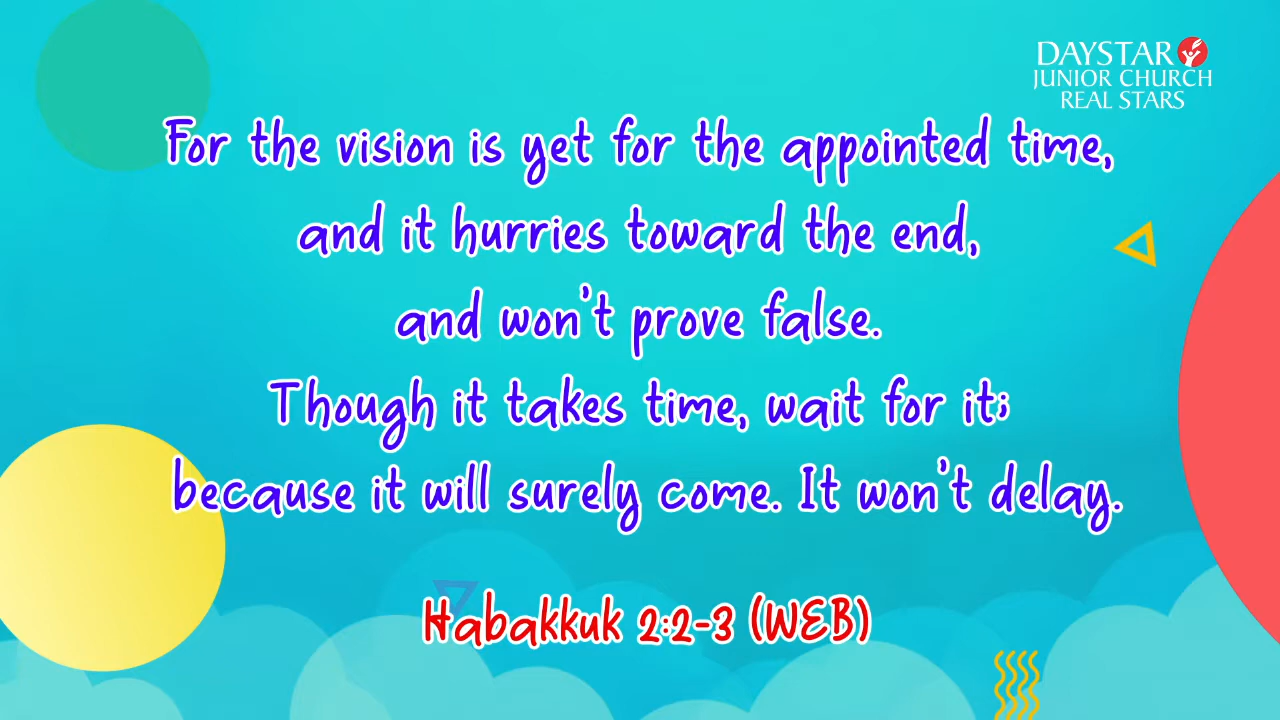 DAYSTAR
JUNIOR CHURCH
REAL STARS
For the vision is yet for the appointed time,
and it hurries toward the end,
and won't prove false.
Though it takes time, wait for it;
because it will surely come. It won't delay.
Habakkuk 2:2-3 (WEB)